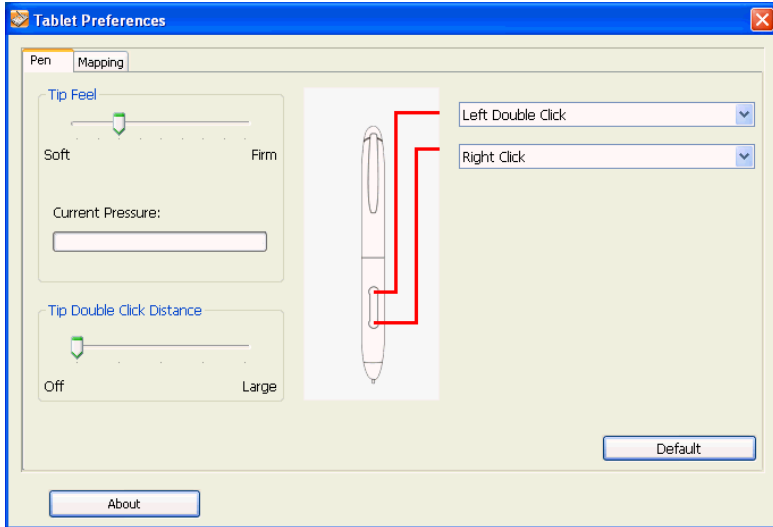 Tablet Preferences
Pen Mapping
Tip Feel
Soft Firm
Current Pressure:
Tip Double Click Distance
Off Large
Left Double Click
Right Click
Default
About